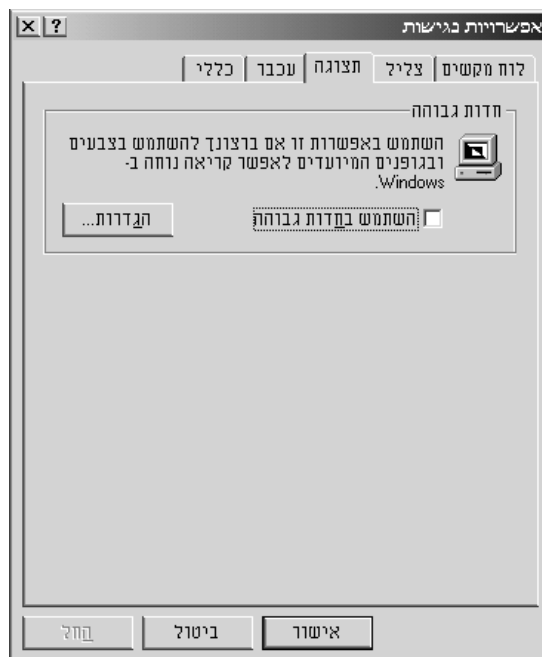 אפשרויות נגישות
לוח מקשים צליל תצוגה עכבר כללי
חדות גבוהה
השתמש באפשרות זו אם ברצונך להשתמש בצבעים
ובגופנים המיועדים לאפשר קריאה נוחה ב-
Windows.
השתמש בחדות גבוהה הגדרות...
אישור ביטול החל